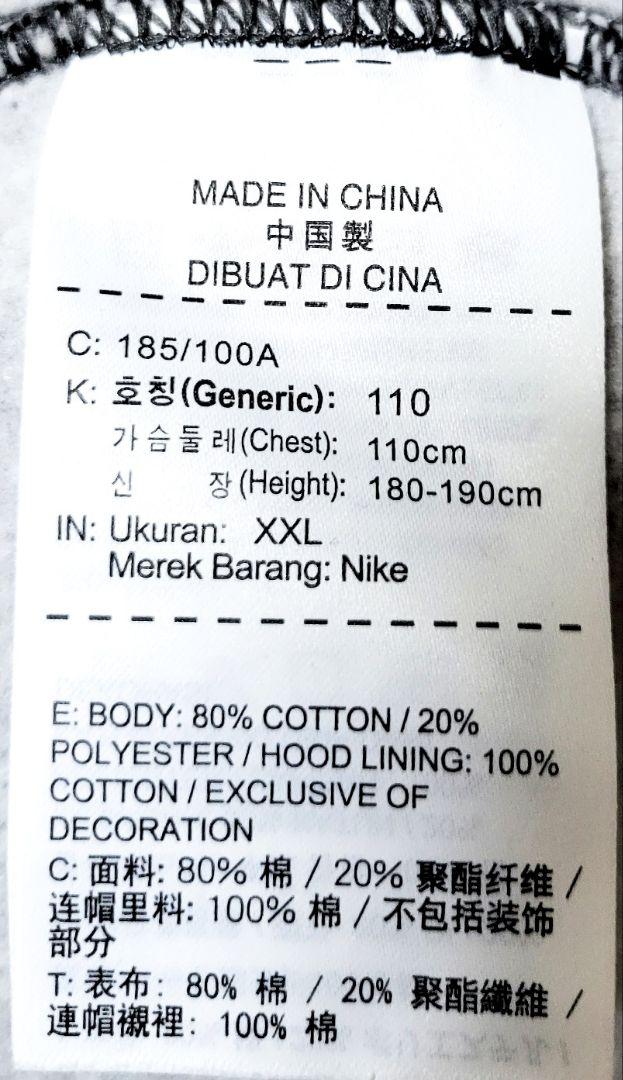 MADE IN CHINA
中国製
DIBUAT DI CINA
C: 185/100A
K: 호칭(Generic): 110
가슴둘레(Chest): 110cm
신 장(Height): 180-190cm
IN: Ukuran: XXL
Merek Barang: Nike
E: BODY: 80% COTTON / 20%
POLYESTER / HOOD LINING: 100%
COTTON / EXCLUSIVE OF
DECORATION
C: 面料: 80% 棉 / 20% 聚酯纤维 /
连帽里料: 100% 棉 / 不包括装饰
部分
T: 表布: 80% 棉 / 20% 聚酯纖維 /
連帽襯裡: 100% 棉